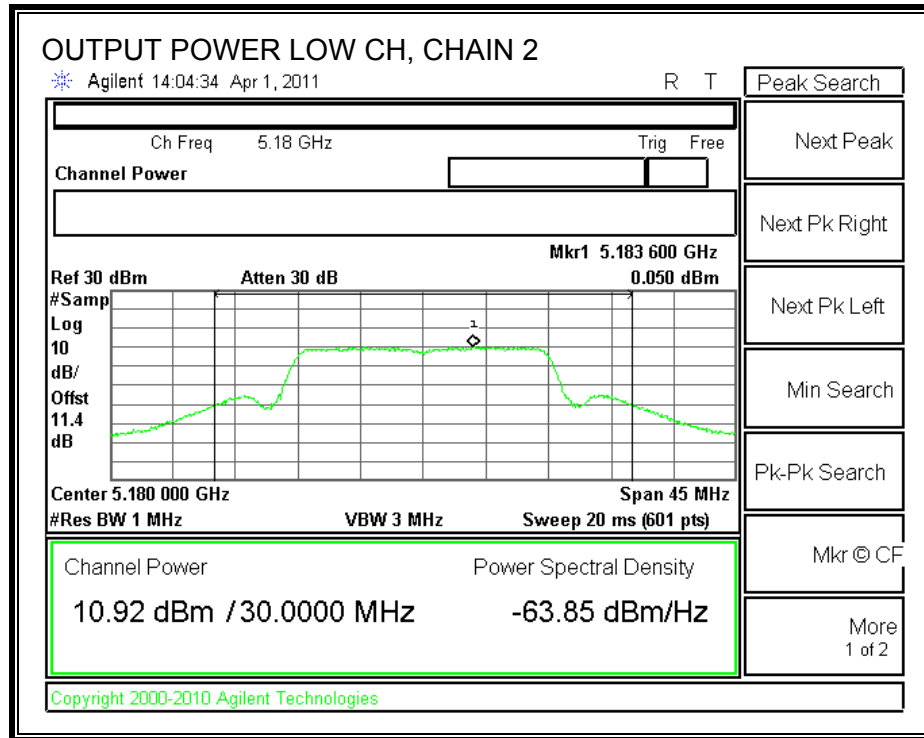 OUTPUT POWER LOW CH, CHAIN 2
Agilent 14:04:34 Apr 1, 2011 R T
Peak Search
Ch Freq 5.18 GHz Trig Free
Channel Power
Mkr1 5.183 600 GHz
Ref 30 dBm Atten 30 dB 0.050 dBm
#Samp
Log
10
dB/
Offst
11.4
dB
1
Center 5.180 000 GHz Span 45 MHz
#Res BW 1 MHz VBW 3 MHz Sweep 20 ms (601 pts)
Channel Power Power Spectral Density
10.92 dBm / 30.0000 MHz -63.85 dBm/Hz
Copyright 2000-2010 Agilent Technologies
Next Peak
Next Pk Right
Next Pk Left
Min Search
Pk-Pk Search
Mkr © CF
More
1 of 2